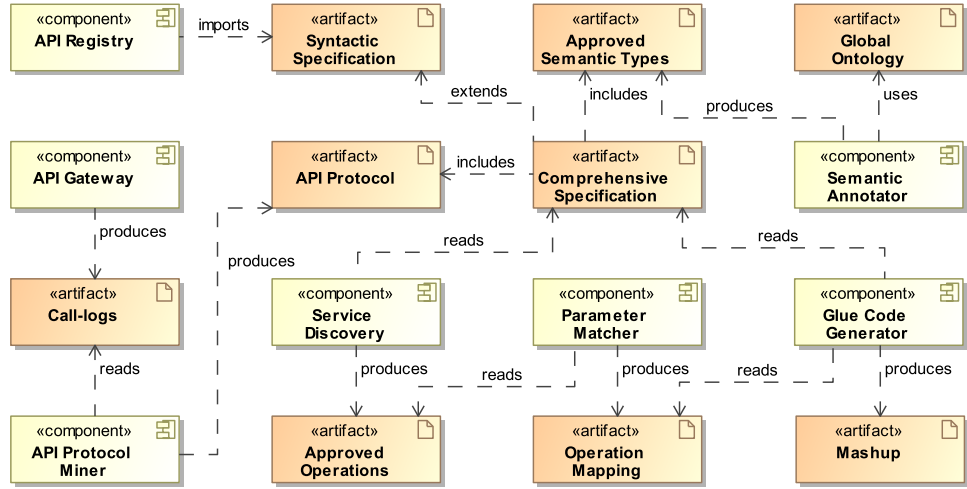 «component»
API Registry
imports
«artifact»
Syntactic
Specification
«artifact»
Approved
Semantic Types
«artifact»
Global
Ontology
extends
includes
produces
uses
«component»
API Gateway
«artifact»
API Protocol
includes
«artifact»
Comprehensive
Specification
«component»
Semantic
Annotator
produces
produces
reads
reads
«artifact»
Call-logs
«component»
Service
Discovery
«component»
Parameter
Matcher
«component»
Glue Code
Generator
reads
produces
reads
produces
reads
produces
«component»
API Protocol
Miner
«artifact»
Approved
Operations
«artifact»
Operation
Mapping
«artifact»
Mashup